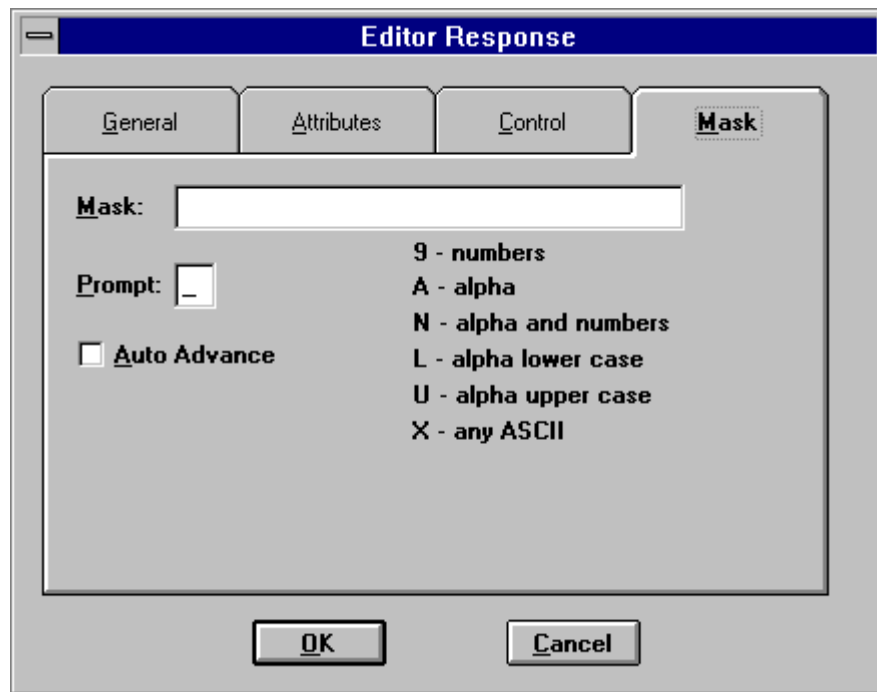 Editor Response
General Attributes Control Mask
Mask:
9 - numbers
Prompt: _
A - alpha
N - alpha and numbers
Auto Advance
L - alpha lower case
U - alpha upper case
X - any ASCII
OK Cancel